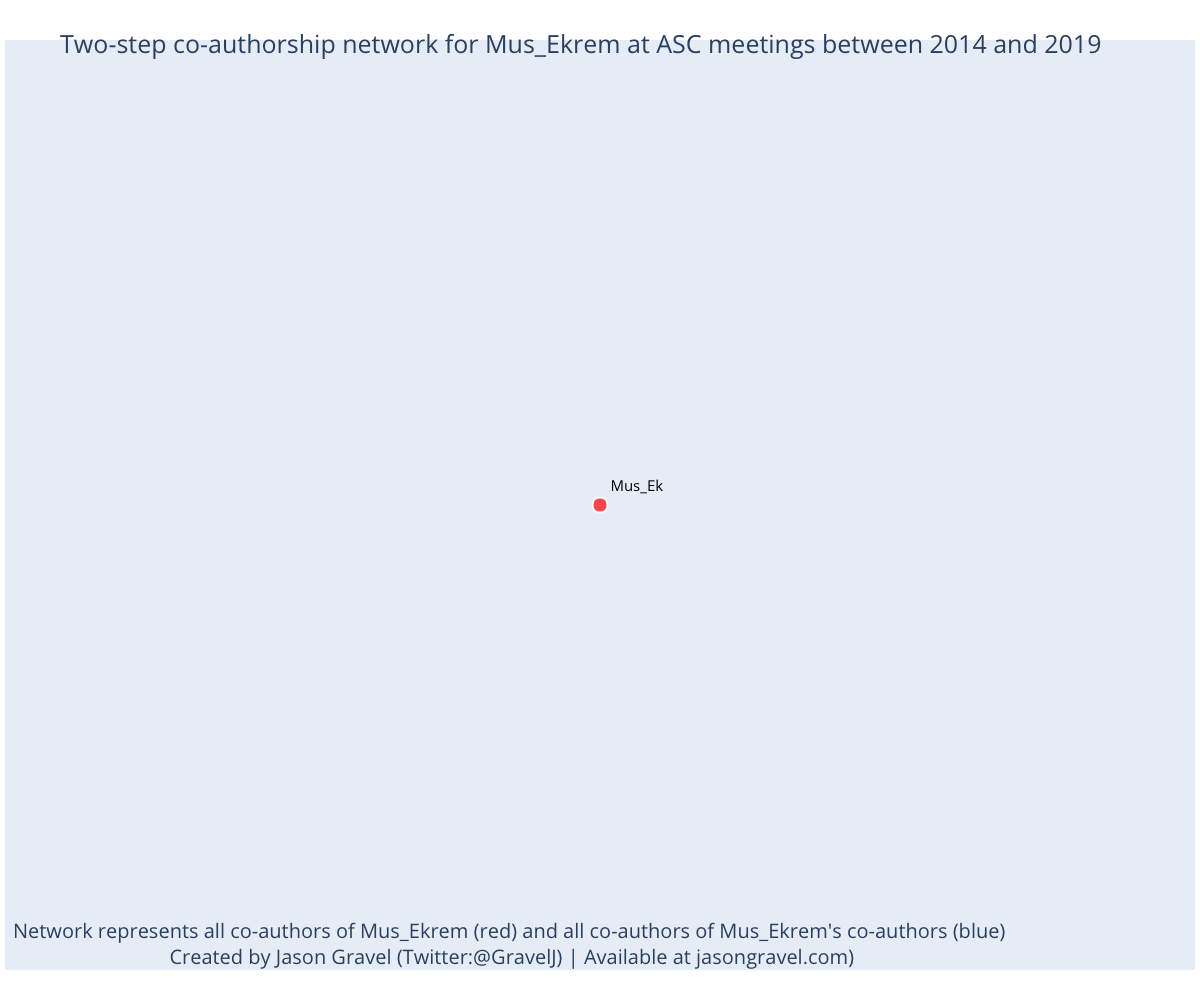 Two-step co-authorship network for Mus_Ekrem at ASC meetings between 2014 and 2019
Mus_Ek
Network represents all co-authors of Mus_Ekrem (red) and all co-authors of Mus_Ekrem's co-authors (blue)
Created by Jason Gravel (Twitter:@GravelJ) | Available at jasongravel.com)